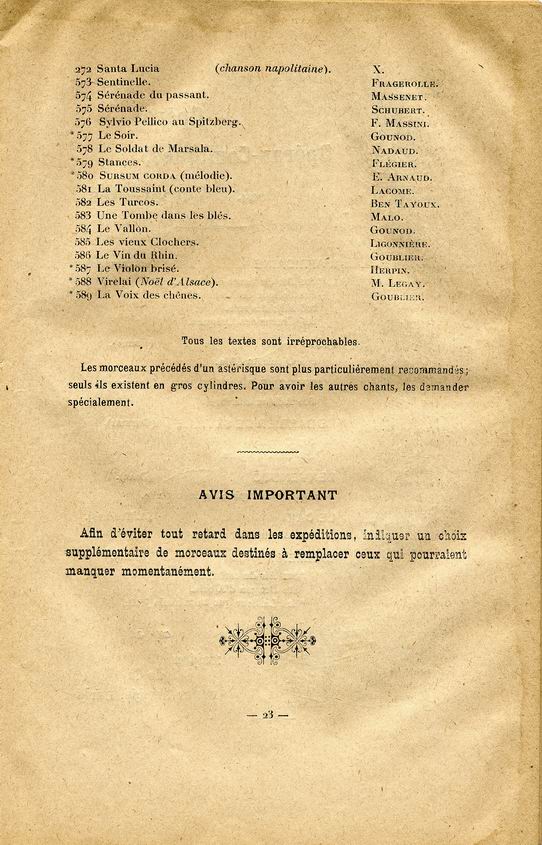 272 Santa Lucia (chanson napolitaine). X.
573 Sentinelle. FRAGEROLLE.
574 Sérénade du passant. MASSENET.
575 Sérénade. SCHUBERT.
576 Sylvio Pellico au Spitzberg. F. MASSINI.
*577 Le Soir. GOUNOD.
578 Le Soldat de Marsala. NADAUD.
*579 Stances. FLÉGIER.
*580 SURSUM CORDA (mélodie). E. ARNAUD.
581 La Toussaint (conte bleu). LACOME.
582 Les Turcos. BEN TAYOUX.
583 Une Tombe dans les blés. MALO.
584 Le Vallon. GOUNOD.
585 Les vieux Clochers. LIGONNIÈRE.
586 Le Vin du Rhin. GOUBLIER.
*587 Le Violon brisé. HERPIN.
*588 Virelai (Noël d'Alsace). M. LEGAY.
*589 La Voix des chênes. GOUBLIER.
Tous les textes sont irréprochables.
Les morceaux précédés d'un astérisque sont plus particulièrement recommandés;
seuls ils existent en gros cylindres. Pour avoir les autres chants, les demander
spécialement.
AVIS IMPORTANT
Afin d'éviter tout retard dans les expéditions, indiquer un choix
supplémentaire de morceaux destinés à remplacer ceux qui pourraient
manquer momentanément.
— 23 —